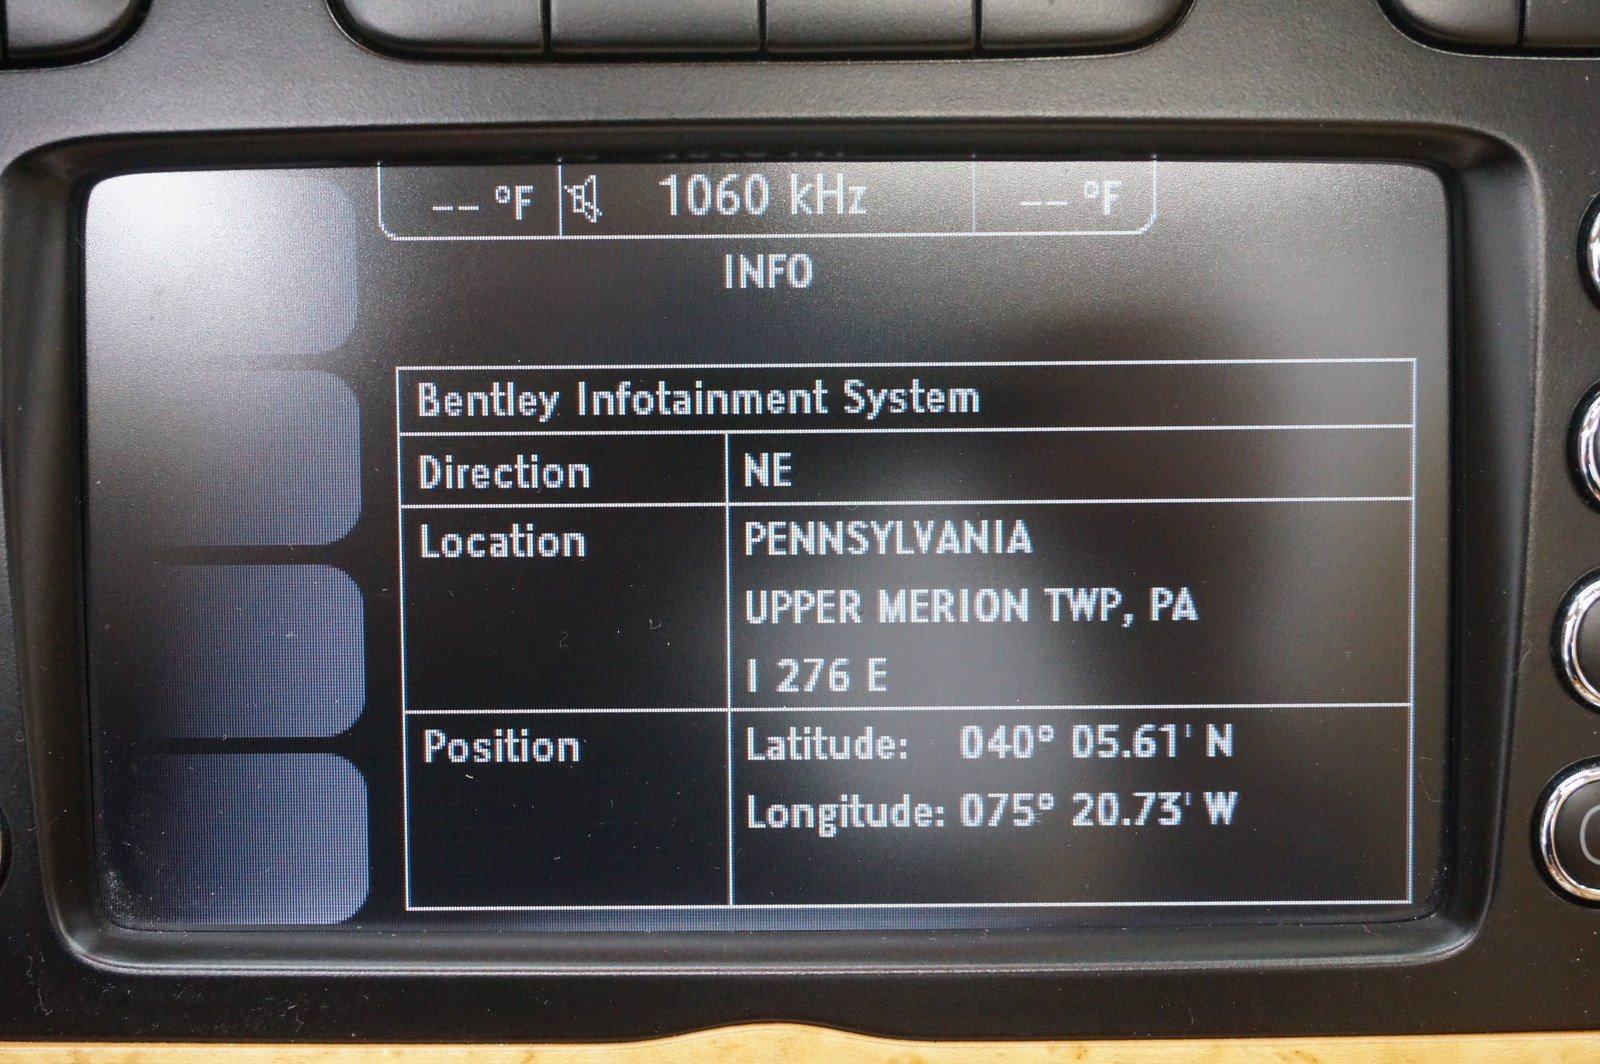 -- °F 1060 kHz -- °F
INFO
Bentley Infotainment System
Direction NE
Location PENNSYLVANIA
UPPER MERION TWP, PA
I 276 E
Position Latitude: 040° 05.61' N
Longitude: 075° 20.73' W